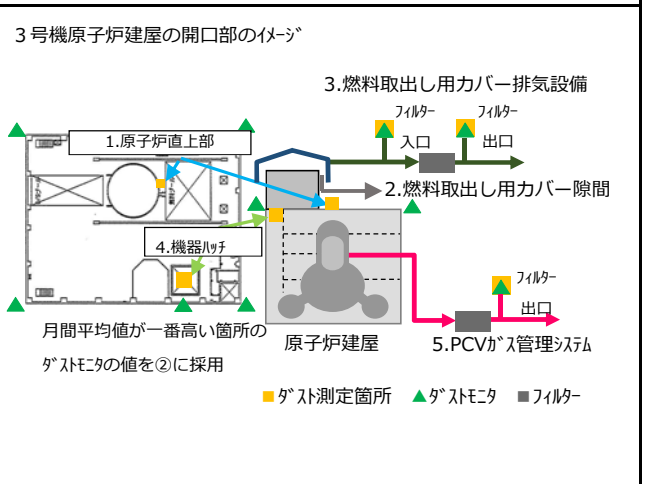 3号機原子炉建屋の開口部のｲﾒｰｼﾞ
3.燃料取出し用カバー排気設備
ﾌｨﾙﾀｰ
ﾌｨﾙﾀｰ
1.原子炉直上部
入口
出口
2.燃料取出し用カバー隙間
4.機器ﾊｯﾁ
ﾌｨﾙﾀｰ
出口
月間平均値が一番高い箇所の
ﾀﾞｽﾄﾓﾆﾀの値を②に採用
原子炉建屋
5.PCVｶﾞｽ管理ｼｽﾃﾑ
ﾀﾞｽﾄ測定箇所
ﾀﾞｽﾄﾓﾆﾀ
ﾌｨﾙﾀｰ